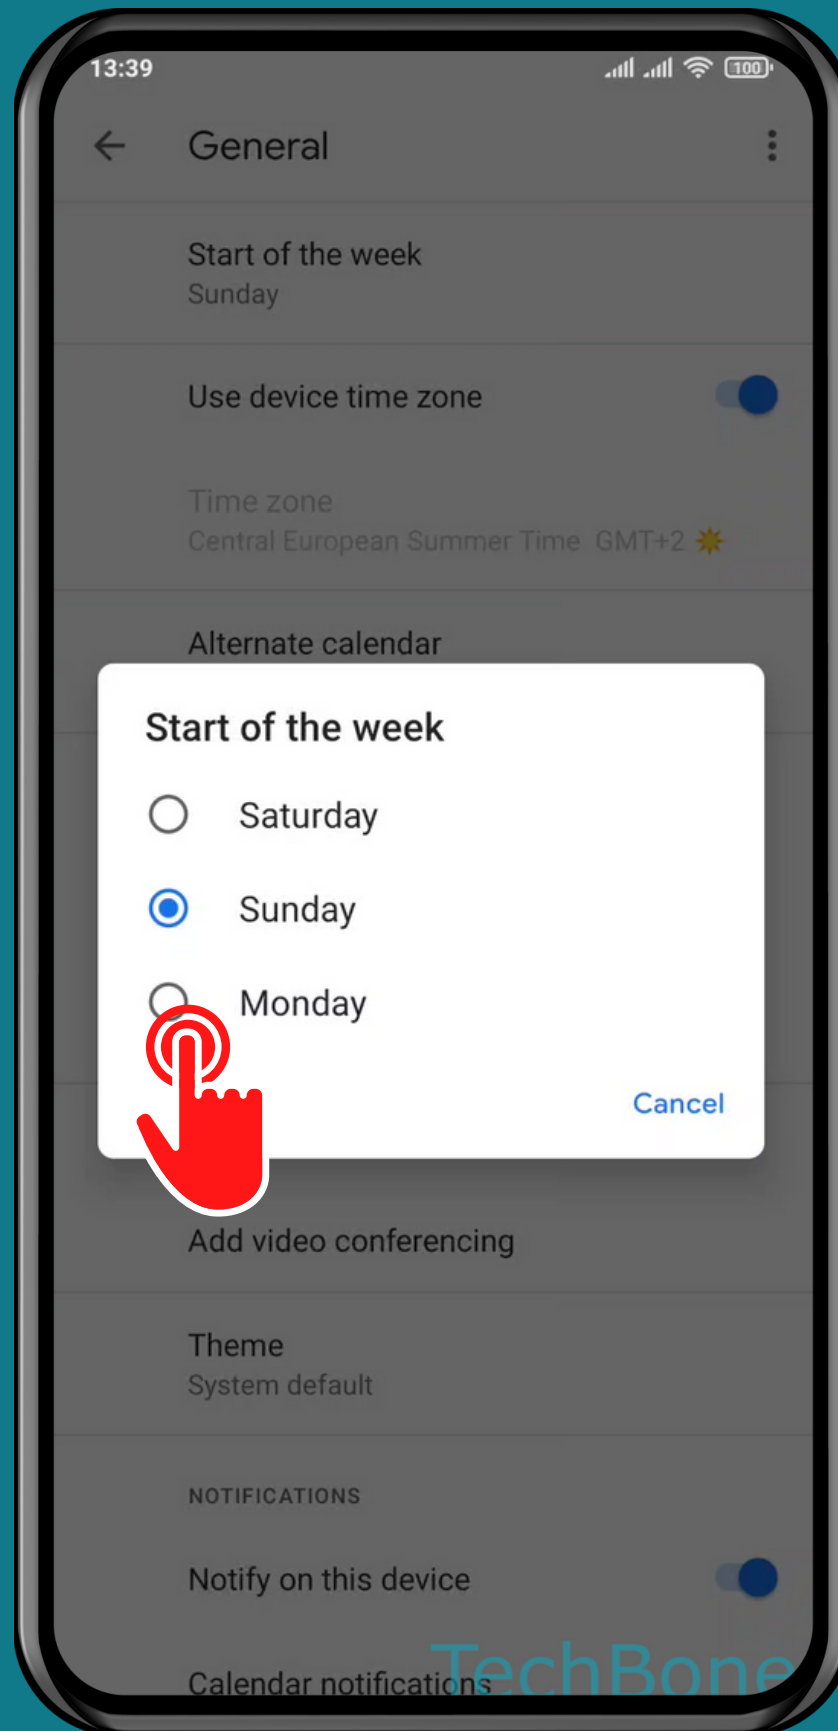 13:39
100
General
Start of the week
Sunday
Use device time zone
Time zone
Central European Summer Time GMT+2
Alternate calendar
Start of the week
Saturday
Sunday
Monday
Cancel
Add video conferencing
Theme
System default
NOTIFICATIONS
Notify on this device
Calendar notifications
TechBone